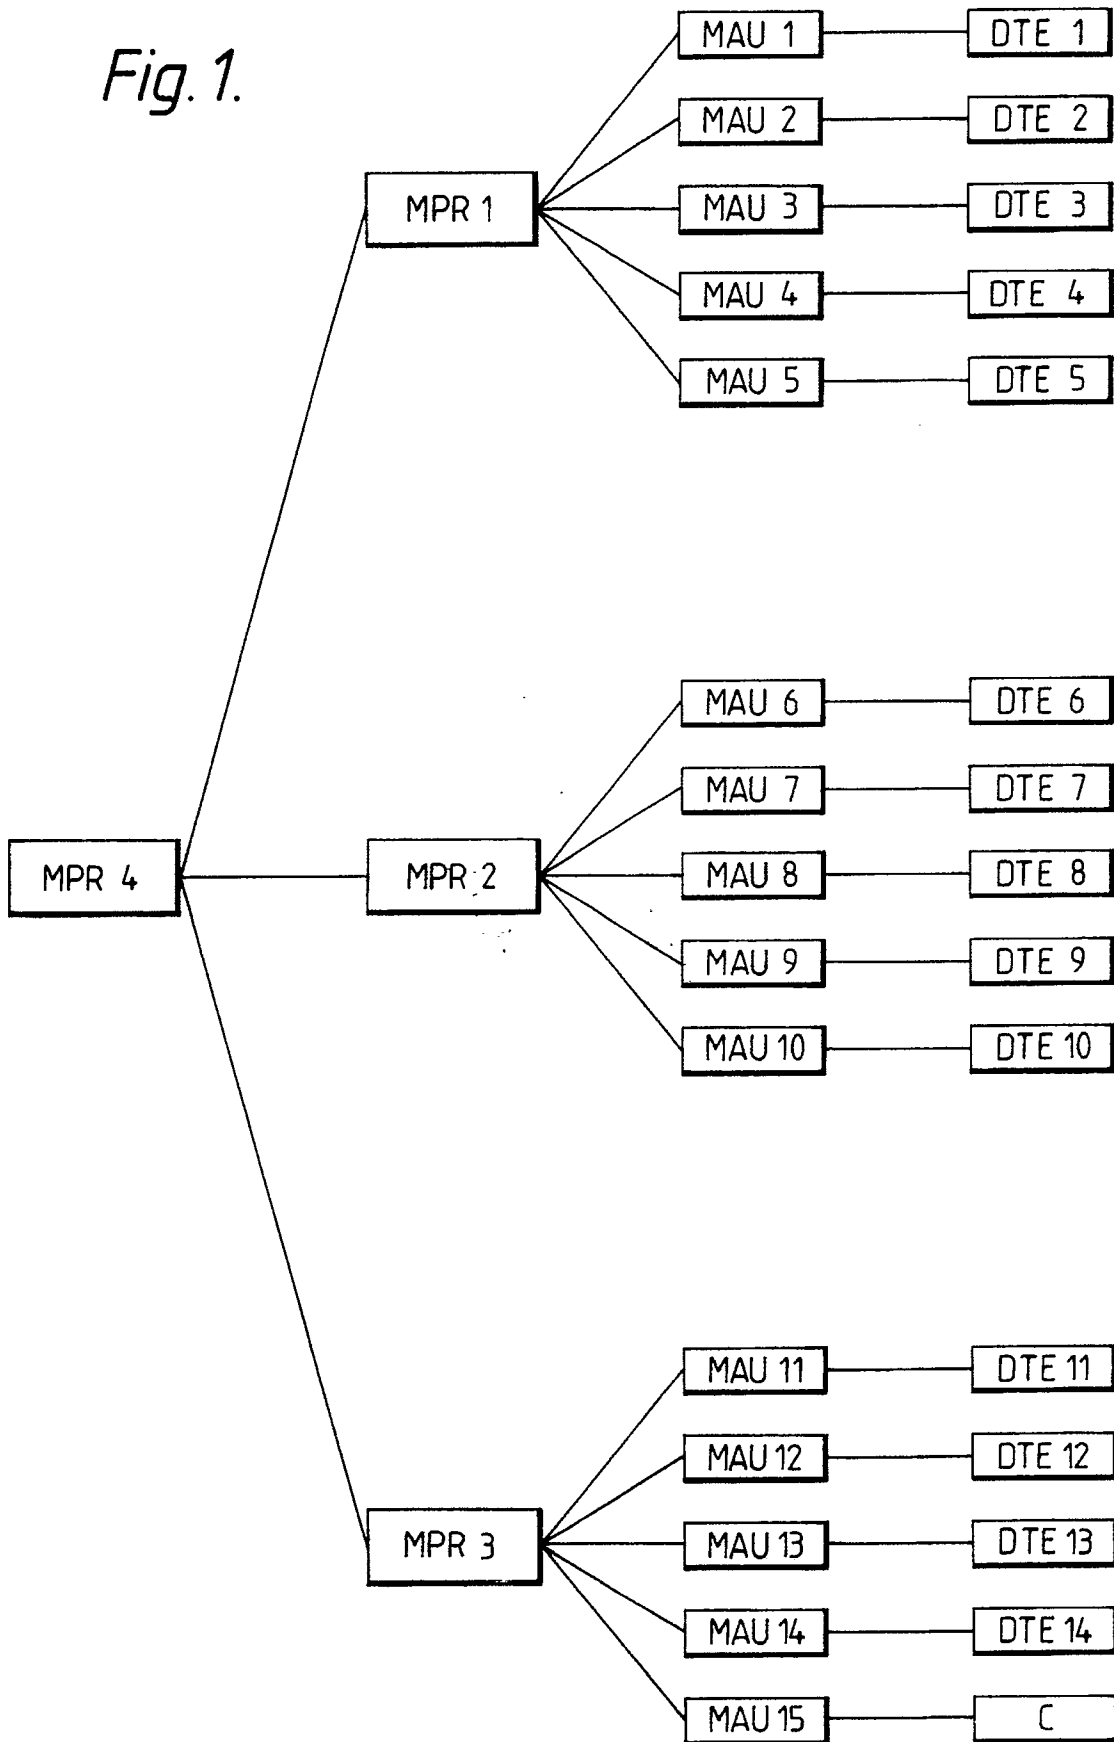 Fig. 1.
MAU 1 DTE 1
MAU 2 DTE 2
MPR 1 MAU 3 DTE 3
MAU 4 DTE 4
MAU 5 DTE 5
MAU 6 DTE 6
MAU 7 DTE 7
MPR 4 MPR 2 MAU 8 DTE 8
MAU 9 DTE 9
MAU 10 DTE 10
MAU 11 DTE 11
MAU 12 DTE 12
MPR 3 MAU 13 DTE 13
MAU 14 DTE 14
MAU 15 C